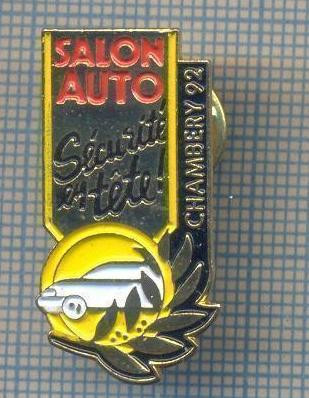 SALON
AUTO
Sécurité
en tête!
CHAMBERY 92